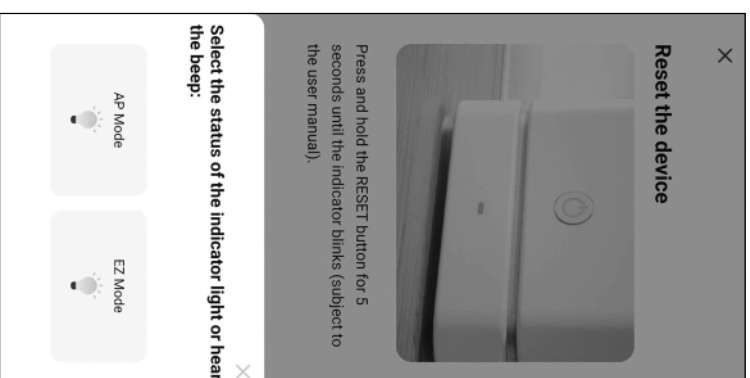 Reset the device
Press and hold the RESET button for 5
seconds until the indicator blinks (subject to
the user manual).
Select the status of the indicator light or hear
the beep:
AP Mode
EZ Mode